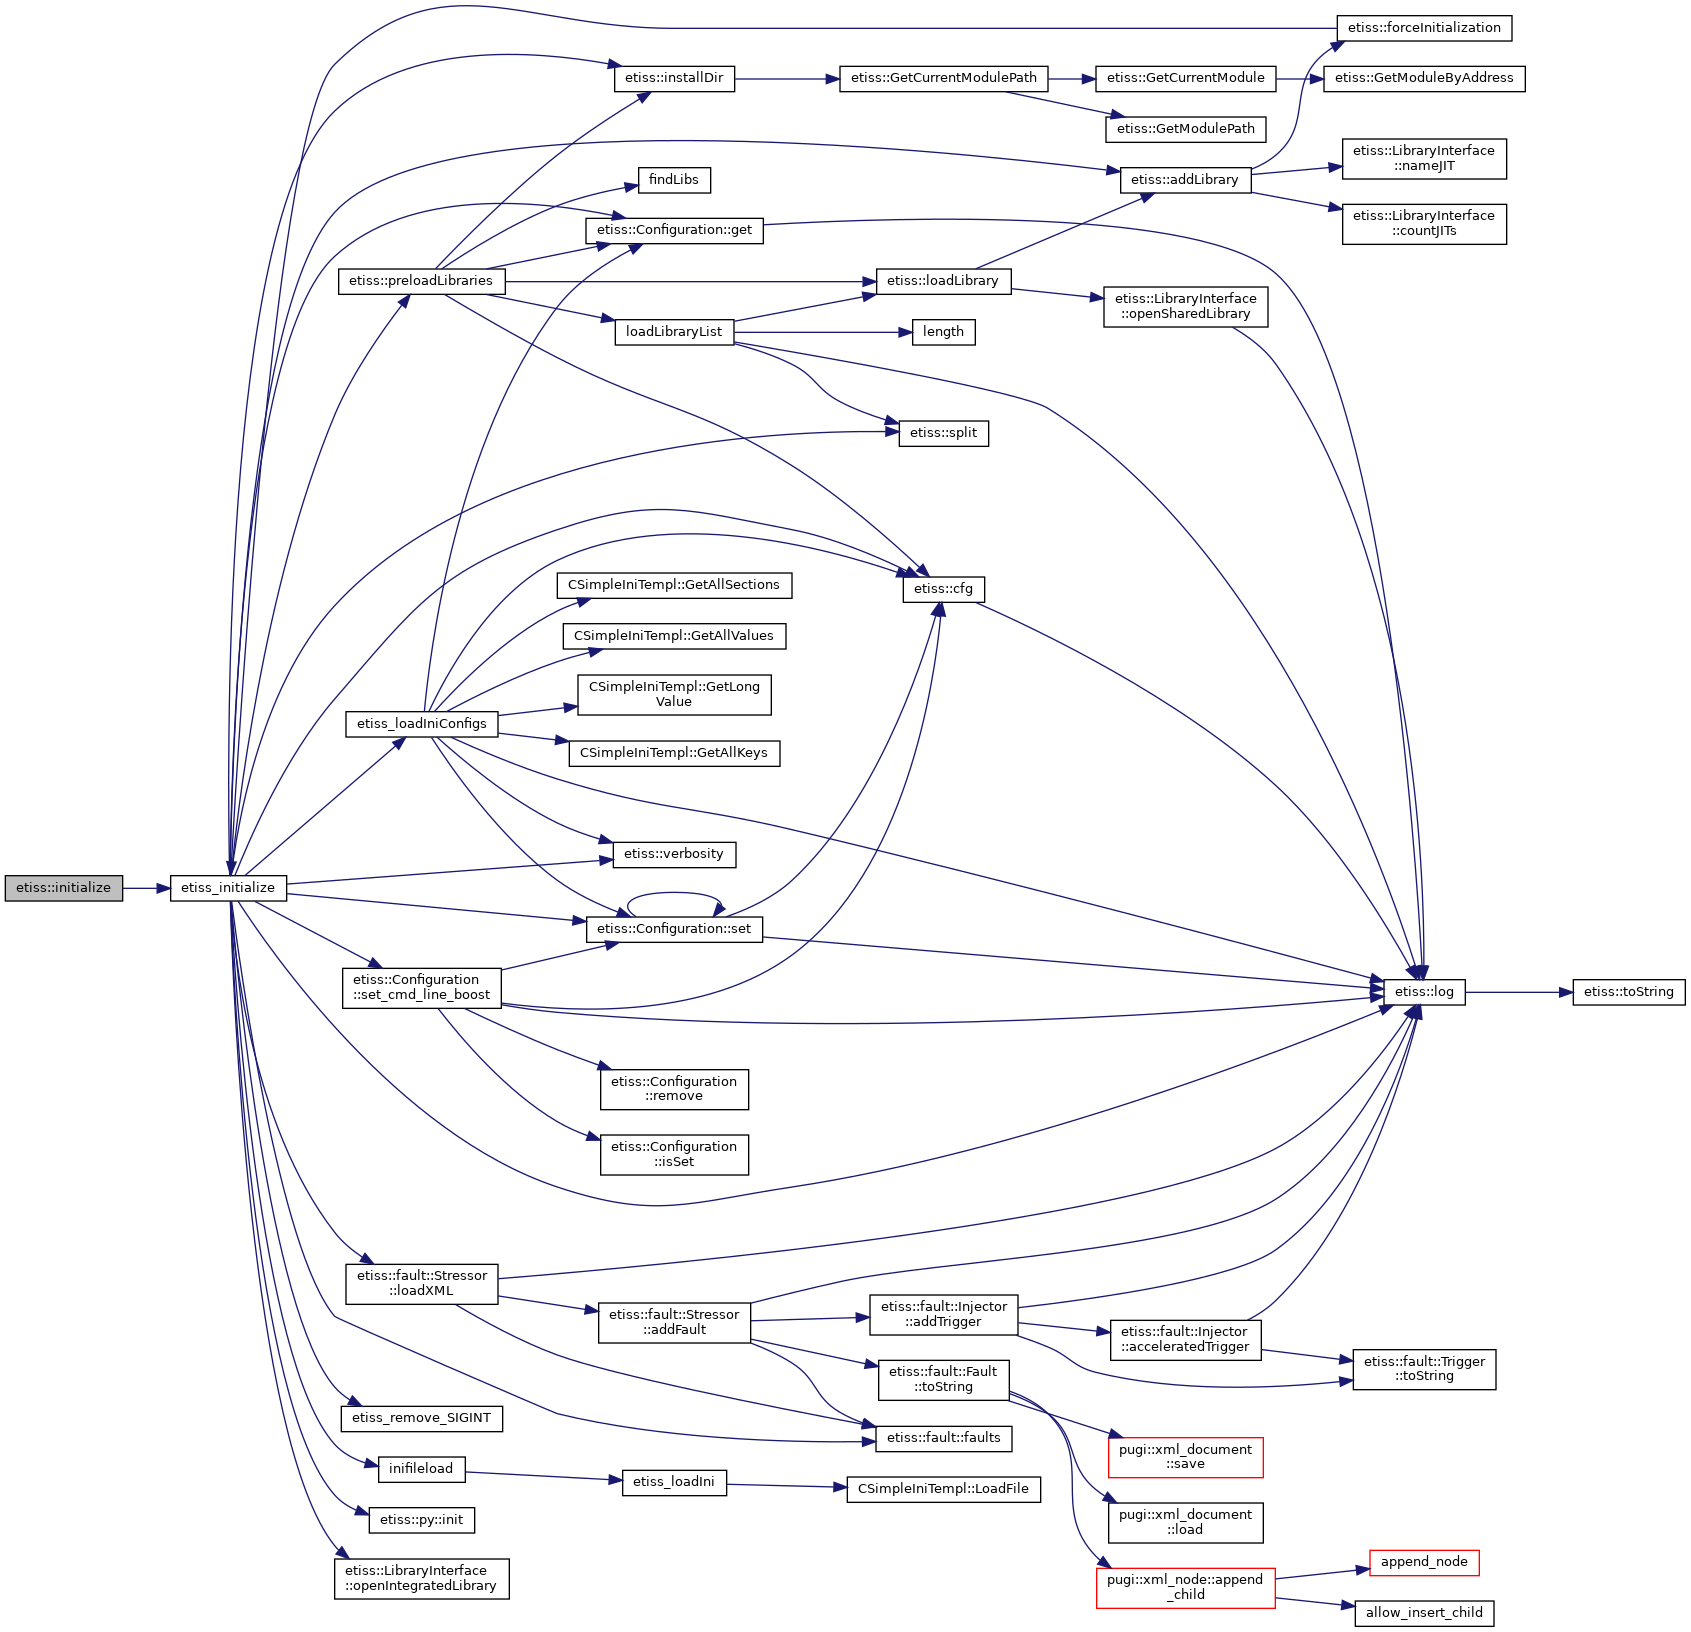 etiss::forceInitialization
etiss::installDir
etiss::GetCurrentModulePath
etiss::GetCurrentModule
etiss::GetModuleByAddress
etiss::GetModulePath
etiss::LibraryInterface
::nameJIT
findLibs
etiss::addLibrary
etiss::LibraryInterface
::countJITs
etiss::Configuration::get
etiss::preloadLibraries
etiss::loadLibrary
etiss::LibraryInterface
::openSharedLibrary
loadLibraryList
length
etiss::split
CSimpleIniTempl::GetAllSections
etiss::cfg
CSimpleIniTempl::GetAllValues
CSimpleIniTempl::GetLong
Value
etiss_loadIniConfigs
CSimpleIniTempl::GetAllKeys
etiss::verbosity
etiss::initialize
etiss_initialize
etiss::Configuration::set
etiss::Configuration
::set_cmd_line_boost
etiss::log
etiss::toString
etiss::Configuration
::remove
etiss::Configuration
::isSet
etiss::fault::Stressor
::loadXML
etiss::fault::Stressor
::addFault
etiss::fault::Injector
::addTrigger
etiss::fault::Injector
::acceleratedTrigger
etiss::fault::Trigger
::toString
etiss::fault::Fault
::toString
etiss_remove_SIGINT
etiss::fault::faults
pugi::xml_document
::save
inifileload
etiss_loadIni
CSimpleIniTempl::LoadFile
etiss::py::init
pugi::xml_document
::load
etiss::LibraryInterface
::openIntegratedLibrary
pugi::xml_node::append
_child
append_node
allow_insert_child